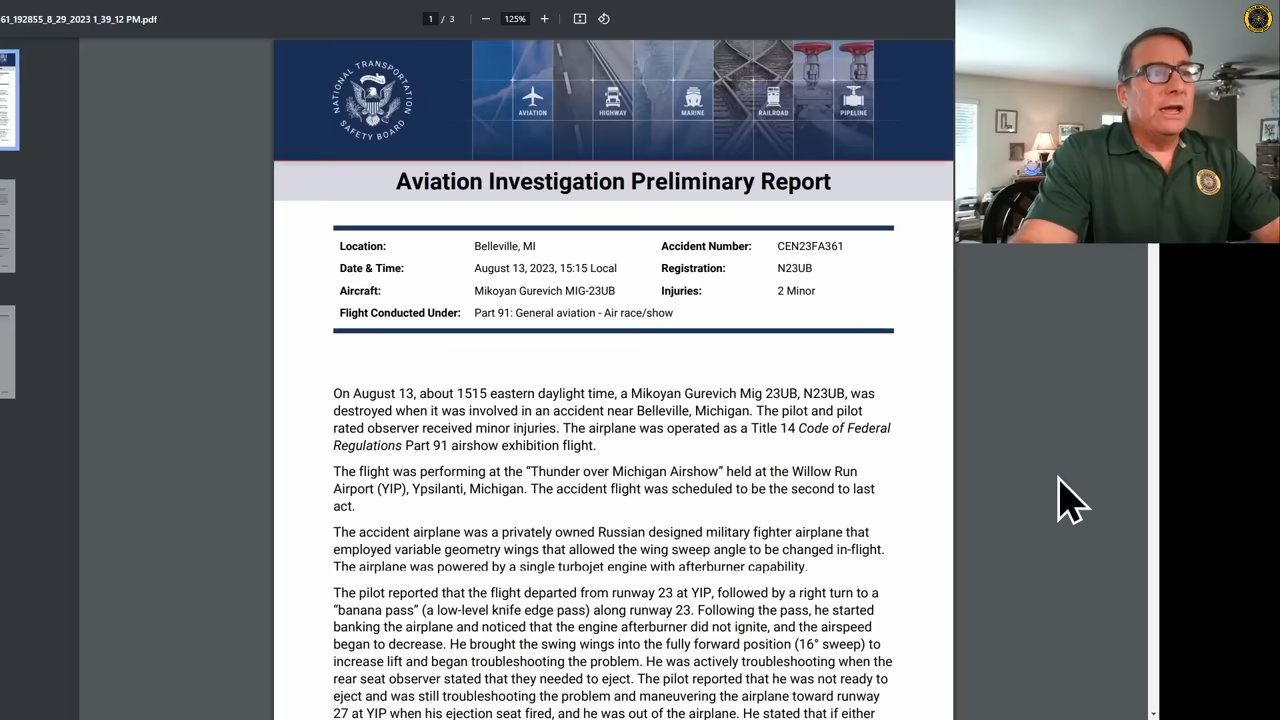 61_192855_8_29_2023 1_39_12 PM.pdf
1 / 3
125%
NATIONAL TRANSPORTATION
SAFETY BOARD
AVIATION HIGHWAY MARINE RAILROAD PIPELINE
Aviation Investigation Preliminary Report
Location: Belleville, MI Accident Number: CEN23FA361
Date & Time: August 13, 2023, 15:15 Local Registration: N23UB
Aircraft: Mikoyan Gurevich MIG-23UB Injuries: 2 Minor
Flight Conducted Under: Part 91: General aviation - Air race/show
On August 13, about 1515 eastern daylight time, a Mikoyan Gurevich Mig 23UB, N23UB, was
destroyed when it was involved in an accident near Belleville, Michigan. The pilot and pilot
rated observer received minor injuries. The airplane was operated as a Title 14 Code of Federal
Regulations Part 91 airshow exhibition flight.
The flight was performing at the “Thunder over Michigan Airshow” held at the Willow Run
Airport (YIP), Ypsilanti, Michigan. The accident flight was scheduled to be the second to last
act.
The accident airplane was a privately owned Russian designed military fighter airplane that
employed variable geometry wings that allowed the wing sweep angle to be changed in-flight.
The airplane was powered by a single turbojet engine with afterburner capability.
The pilot reported that the flight departed from runway 23 at YIP, followed by a right turn to a
“banana pass” (a low-level knife edge pass) along runway 23. Following the pass, he started
banking the airplane and noticed that the engine afterburner did not ignite, and the airspeed
began to decrease. He brought the swing wings into the fully forward position (16° sweep) to
increase lift and began troubleshooting the problem. He was actively troubleshooting when the
rear seat observer stated that they needed to eject. The pilot reported that he was not ready to
eject and was still troubleshooting the problem and maneuvering the airplane toward runway
27 at YIP when his ejection seat fired, and he was out of the airplane. He stated that if either